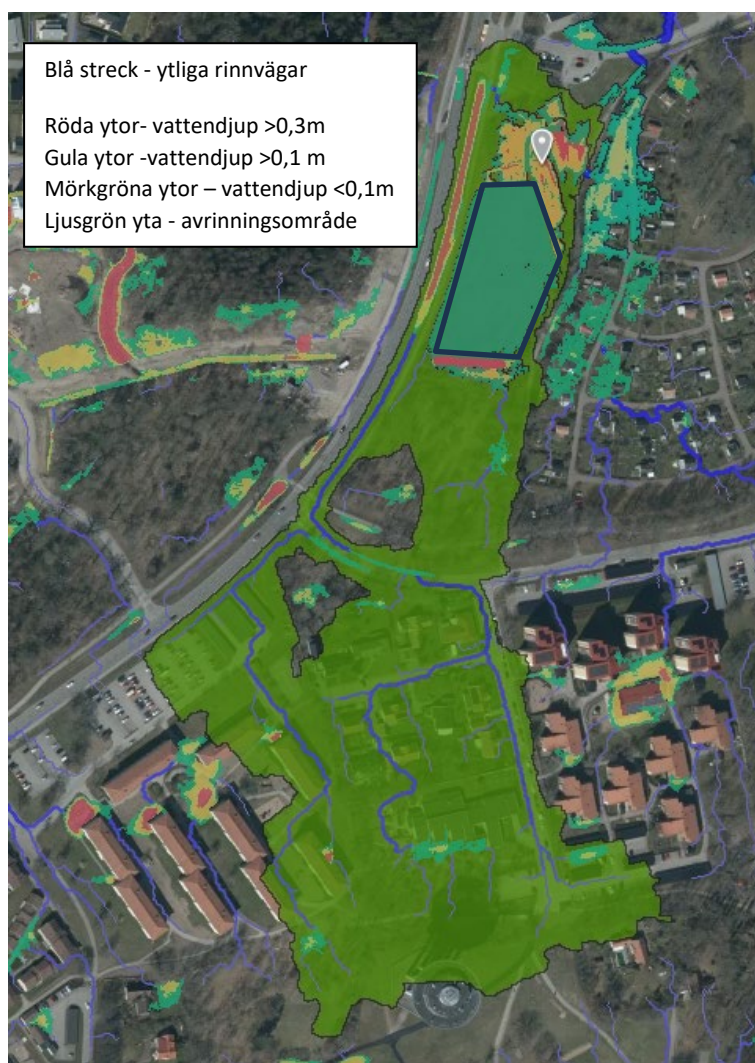 Blå streck - ytliga rinnvägar
Röda ytor- vattendjup >0,3m
Gula ytor -vattendjup >0,1 m
Mörkgröna ytor – vattendjup <0,1m
Ljusgrön yta - avrinningsområde